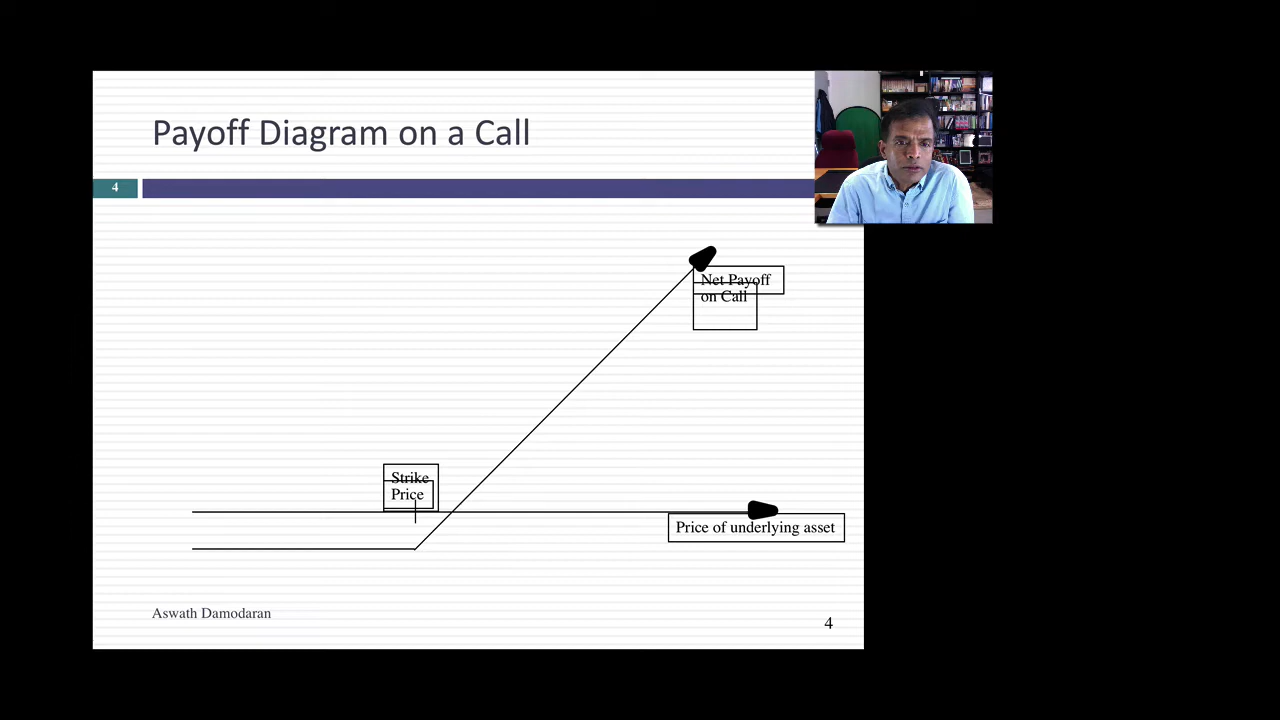 Payoff Diagram on a Call
4
Net Payoff
on Call
Strike
Price
Price of underlying asset
Aswath Damodaran
4